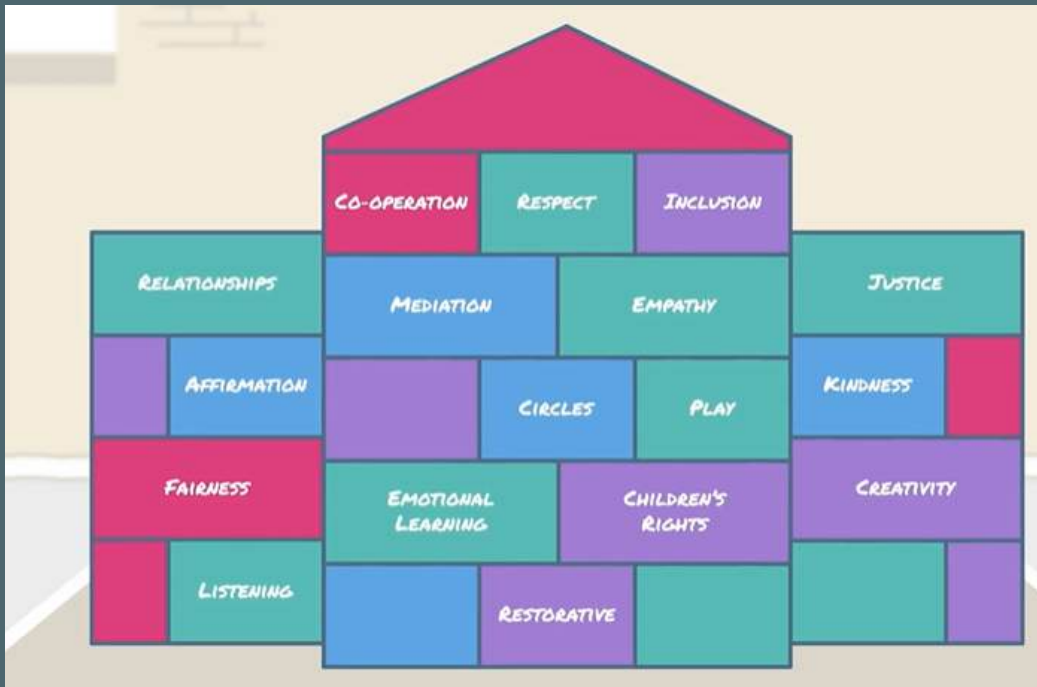 CO-OPERATION
RESPECT
INCLUSION
RELATIONSHIPS
MEDIATION
EMPATHY
JUSTICE
AFFIRMATION
CIRCLES
PLAY
KINDNESS
FAIRNESS
EMOTIONAL
LEARNING
CHILDREN'S
RIGHTS
CREATIVITY
LISTENING
RESTORATIVE